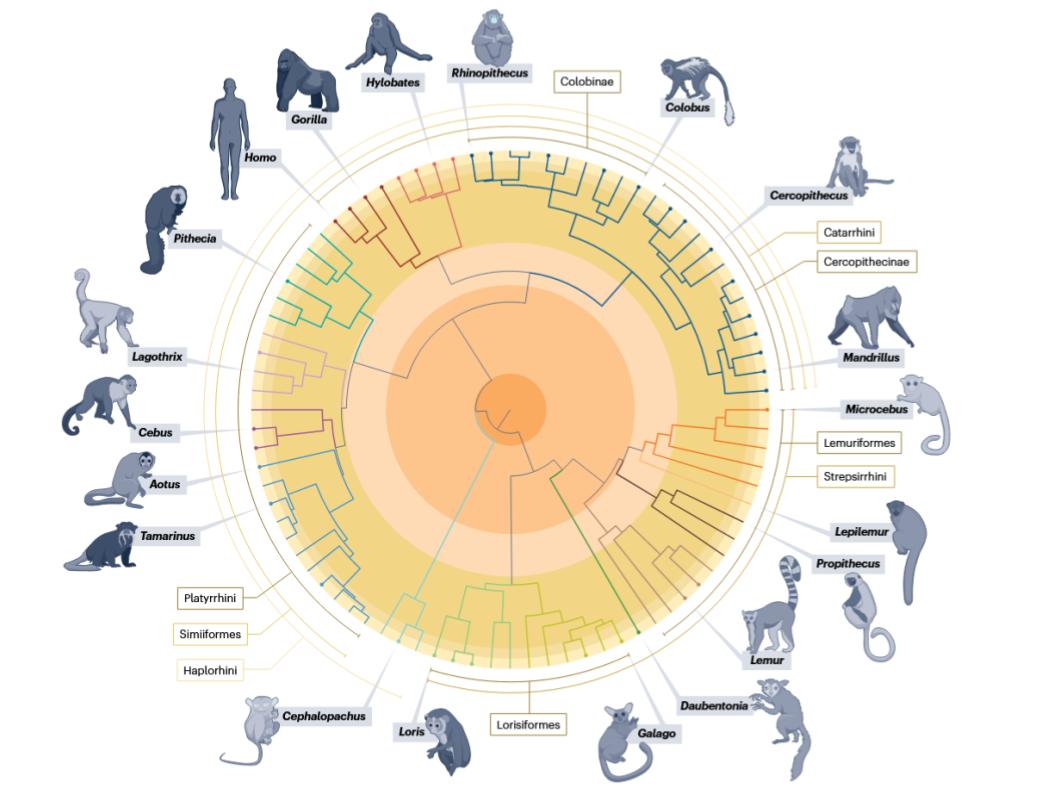 Rhinopithecus
Hylobates
Colobinae
Colobus
Gorilla
Homo
Cercopithecus
Pithecia
Catarrhini
Cercopithecinae
Lagothrix
Mandrillus
Microcebus
Cebus
Lemuriformes
Strepsirrhini
Aotus
Lepilemur
Tamarinus
Propithecus
Platyrrhini
Simiiformes
Lemur
Haplorhini
Daubentonia
Cephalopachus
Lorisiformes
Loris
Galago